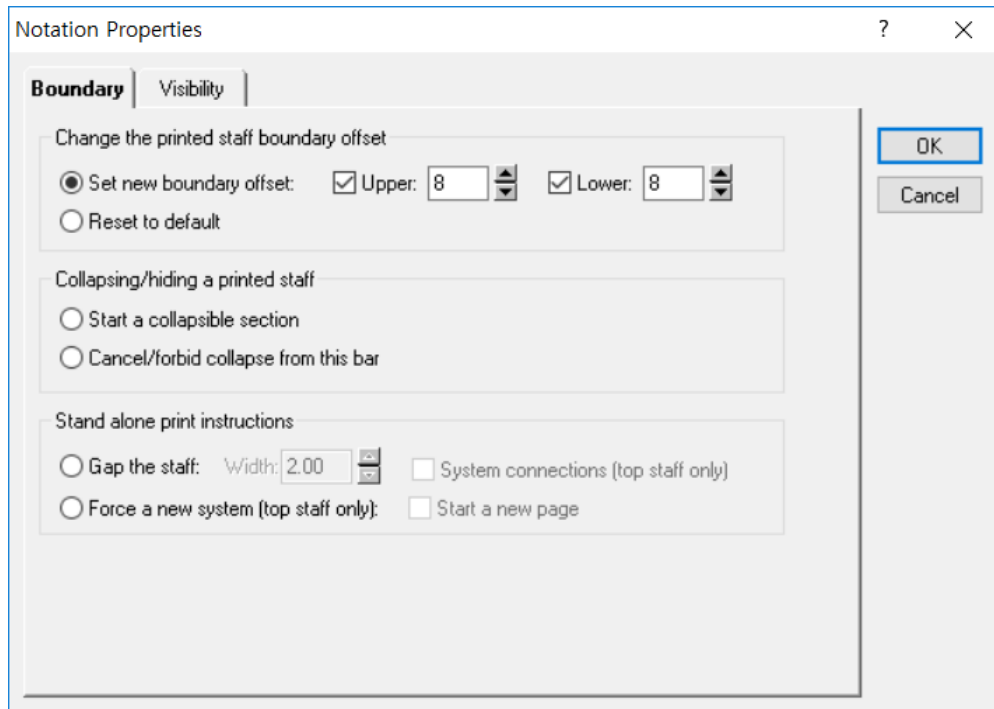 Notation Properties ?
Boundary Visibility
Change the printed staff boundary offset
OK
Set new boundary offset: Upper: 8 Lower: 8
Cancel
Reset to default
Collapsing/hiding a printed staff
Start a collapsible section
Cancel/forbid collapse from this bar
Stand alone print instructions
Gap the staff: Width: 2.00 System connections (top staff only)
Force a new system (top staff only): Start a new page